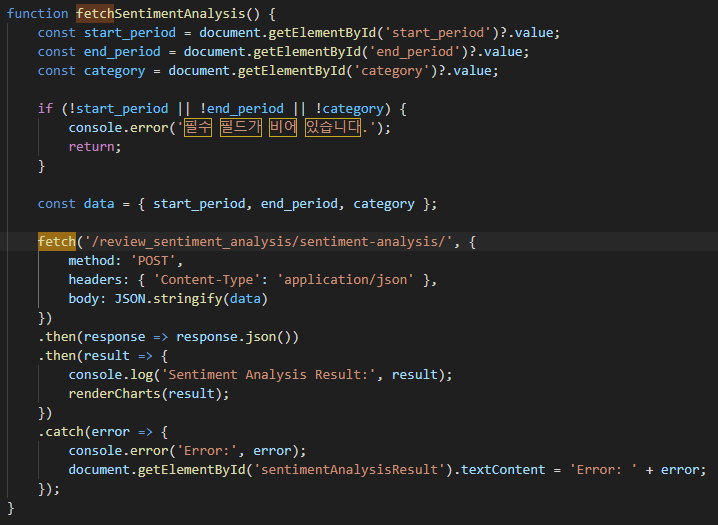 function fetchSentimentAnalysis() {
    const start_period = document.getElementById('start_period')?.value;
    const end_period = document.getElementById('end_period')?.value;
    const category = document.getElementById('category')?.value;

    if (!start_period || !end_period || !category) {
        console.error('필수 필드가 비어 있습니다.');
        return;
    }

    const data = { start_period, end_period, category };

    fetch('/review_sentiment_analysis/sentiment-analysis/', {
        method: 'POST',
        headers: { 'Content-Type': 'application/json' },
        body: JSON.stringify(data)
    })
    .then(response => response.json())
    .then(result => {
        console.log('Sentiment Analysis Result:', result);
        renderCharts(result);
    })
    .catch(error => {
        console.error('Error:', error);
        document.getElementById('sentimentAnalysisResult').textContent = 'Error: ' + error;
    });
}